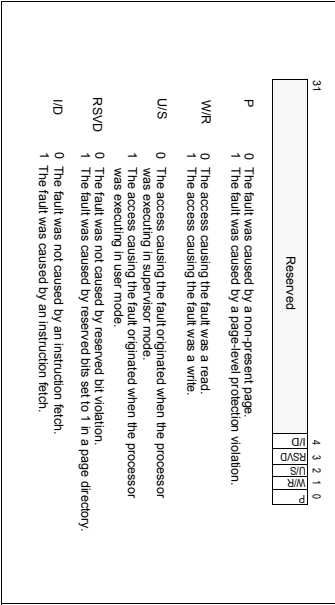 31 4 3 2 1 0
Reserved I/D RSVD U/S W/R P
P 0 The fault was caused by a non-present page.
1 The fault was caused by a page-level protection violation.
W/R 0 The access causing the fault was a read.
1 The access causing the fault was a write.
U/S 0 The access causing the fault originated when the processor
was executing in supervisor mode.
1 The access causing the fault originated when the processor
was executing in user mode.
RSVD 0 The fault was not caused by reserved bit violation.
1 The fault was caused by reserved bits set to 1 in a page directory.
I/D 0 The fault was not caused by an instruction fetch.
1 The fault was caused by an instruction fetch.